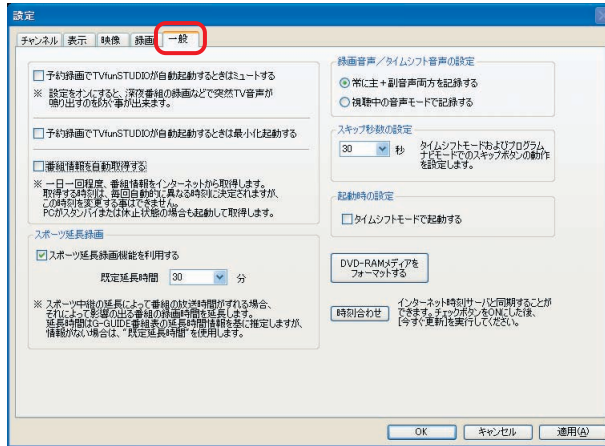 設定
チャンネル 表示 映像 録画 一般
予約録画でTVfunSTUDIOが自動起動するときはミュートする
※ 設定をオンにすると、深夜番組の録画などで突然TV音声が
鳴り出すのを防ぐ事が出来ます。
予約録画でTVfunSTUDIOが自動起動するときは最小化起動する
番組情報を自動取得する
※ 一日一回程度、番組情報をインターネットから取得します。
取得する時刻は、毎回自動的に異なる時刻に決定されますが、
この時刻を変更する事はできません。
PCがスタンバイまたは休止状態の場合も起動して取得します。
スポーツ延長録画
スポーツ延長録画機能を利用する
既定延長時間 30 分
※ スポーツ中継の延長によって番組の放送時間がずれる場合、
それによって影響の出る番組の録画時間を延長します。
延長時間はG-GUIDE番組表の延長時間情報を基に推定しますが、
情報がない場合は、"既定延長時間"を使用します。
録画音声/タイムシフト音声の設定
常に主+副音声両方を記録する
視聴中の音声モードで記録する
スキップ秒数の設定
30 秒
タイムシフトモードおよびプログラム
ナビモードでのスキップボタンの動作
を設定します。
起動時の設定
タイムシフトモードで起動する
DVD-RAMメディアを
フォーマットする
時刻合わせ
インターネット時刻サーバと同期することが
できます。チェックボタンをONにした後、
[今すぐ更新]を実行してください。
OK キャンセル 適用(A)